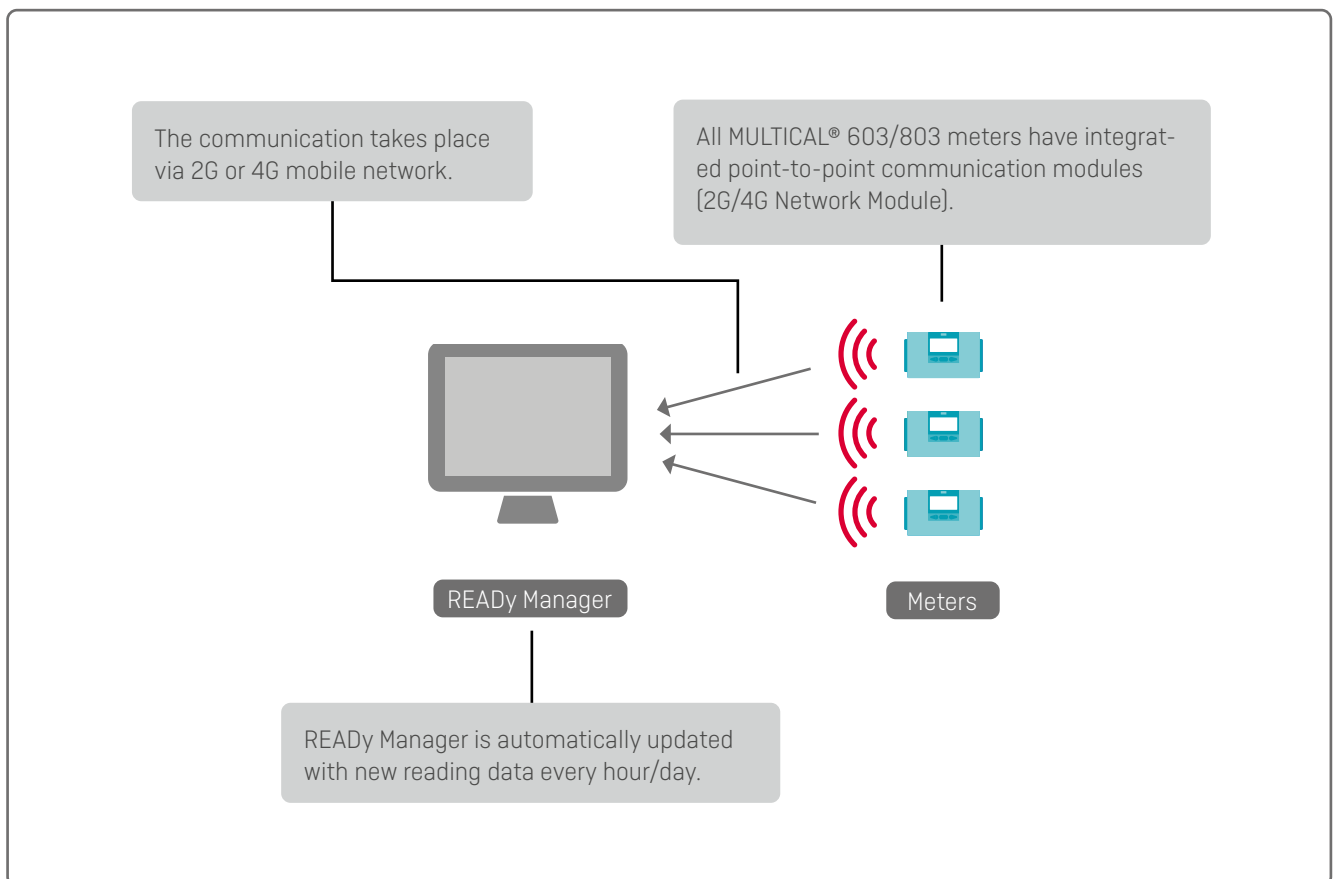 The communication takes place
via 2G or 4G mobile network.
All MULTICAL® 603/803 meters have integrat-
ed point-to-point communication modules
(2G/4G Network Module).
READy Manager
Meters
READy Manager is automatically updated
with new reading data every hour/day.